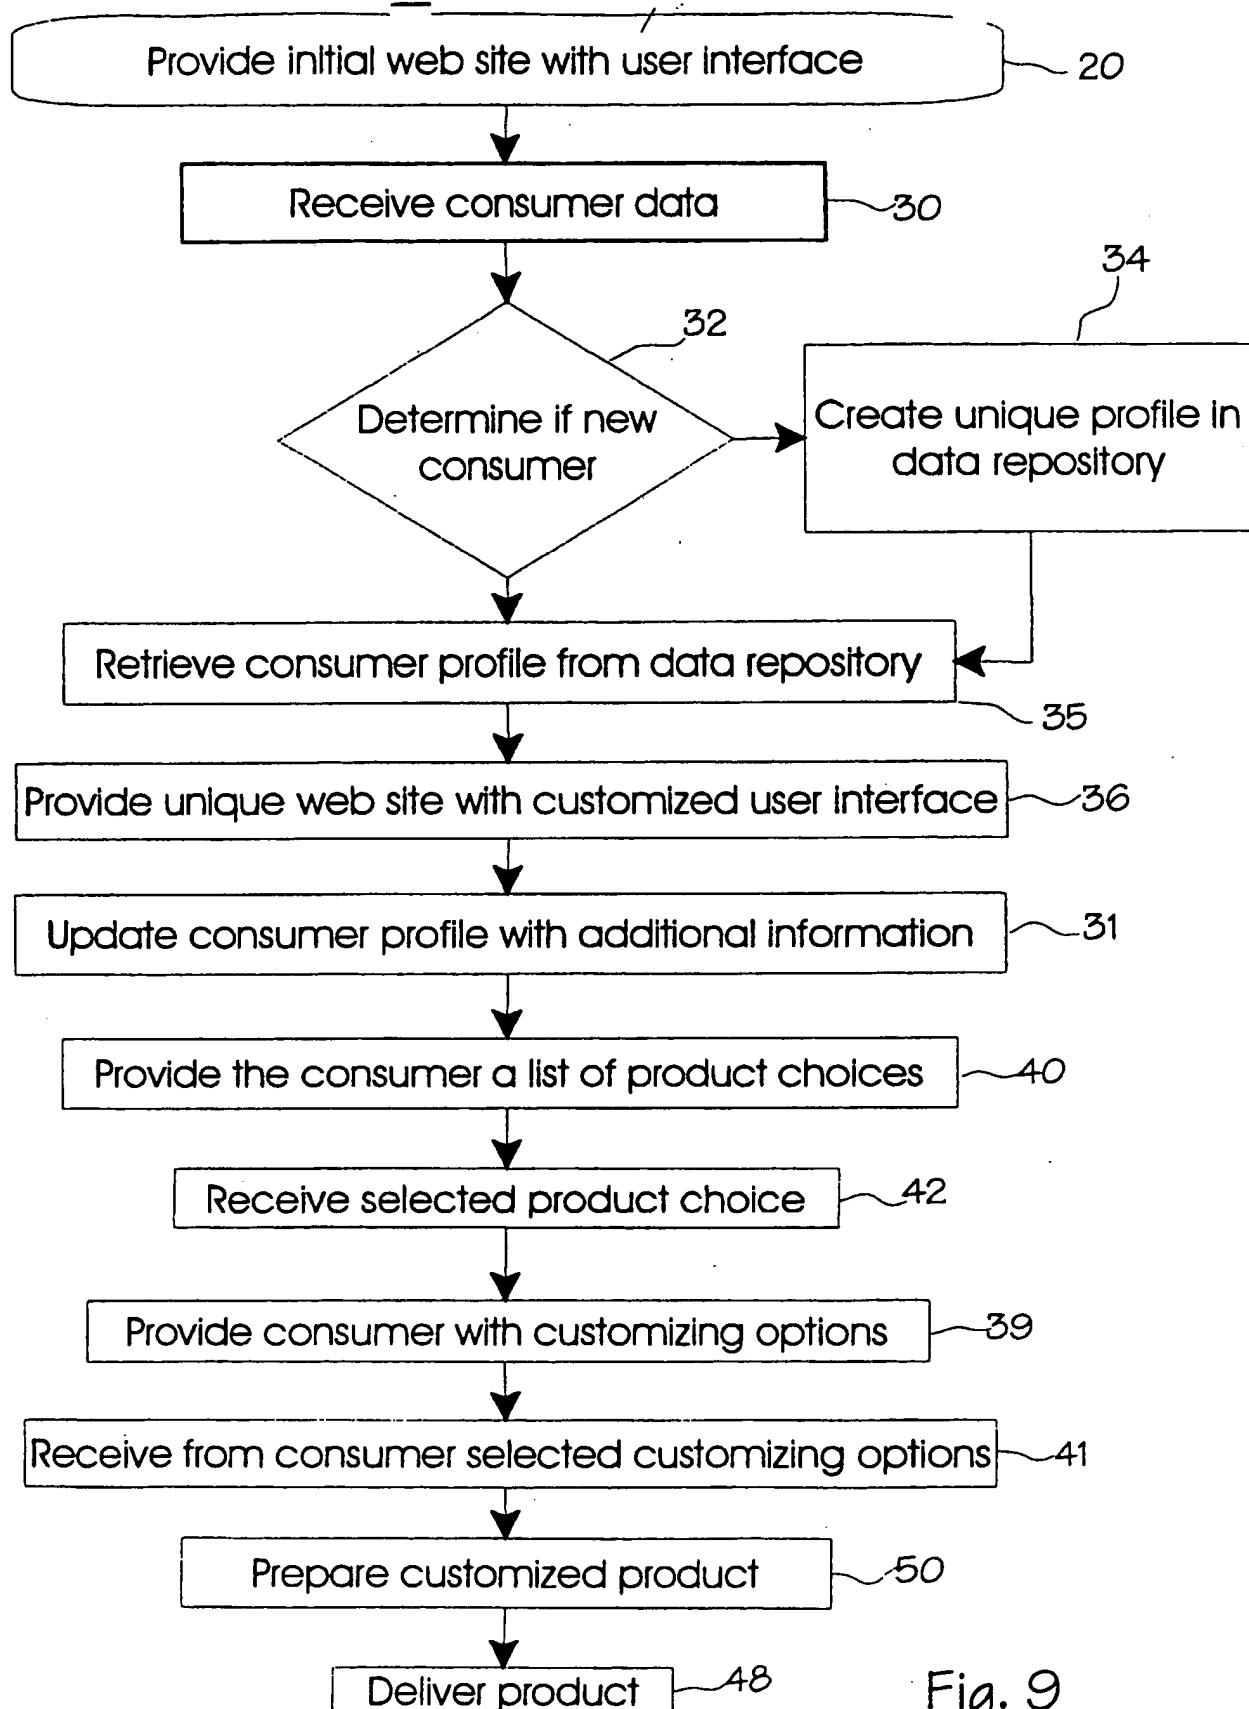 Provide initial web site with user interface
20
Receive consumer data
30
34
32
Determine if new
consumer
Create unique profile in
data repository
Retrieve consumer profile from data repository
35
Provide unique web site with customized user interface
36
Update consumer profile with additional information
31
Provide the consumer a list of product choices
40
Receive selected product choice
42
Provide consumer with customizing options
39
Receive from consumer selected customizing options
41
Prepare customized product
50
Deliver product
48
Fig. 9